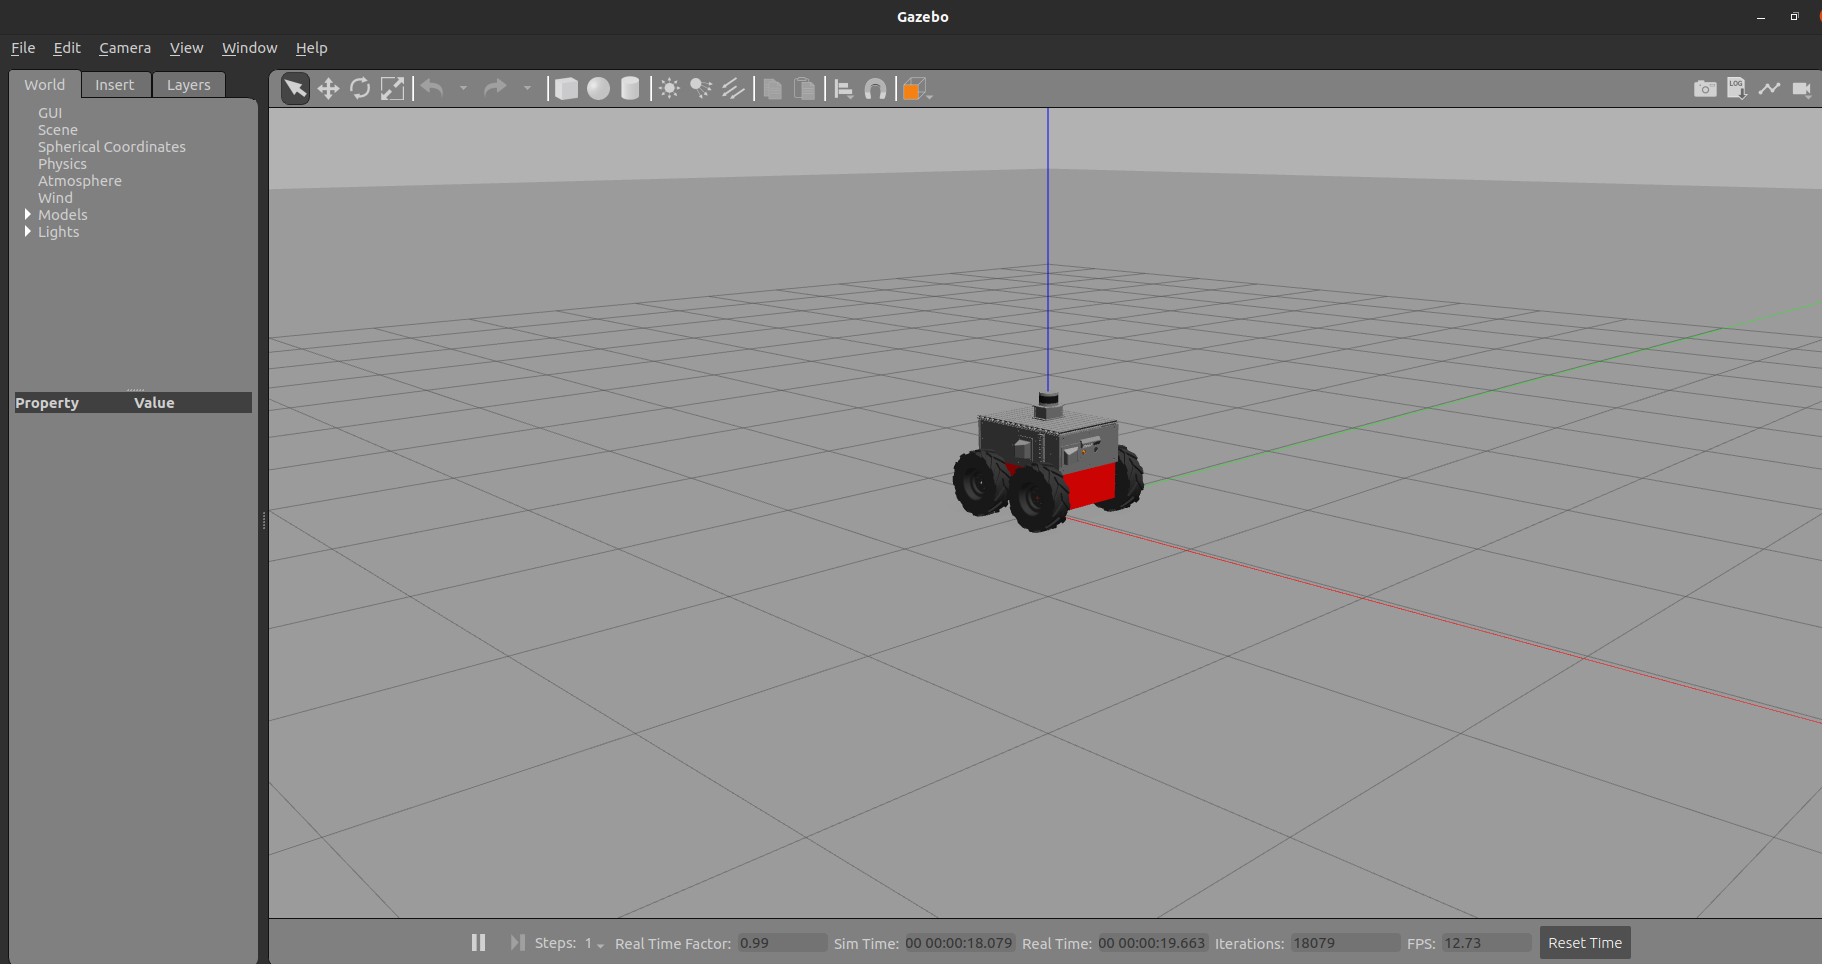 Gazebo
File Edit Camera View Window Help
World Insert Layers
LOG
GUI
Scene
Spherical Coordinates
Physics
Atmosphere
Wind
Models
Lights
Property Value
Steps: 1 Real Time Factor: 0.99 Sim Time: 00 00:00:18.079 Real Time: 00 00:00:19.663 Iterations: 18079 FPS: 12.73 Reset Time